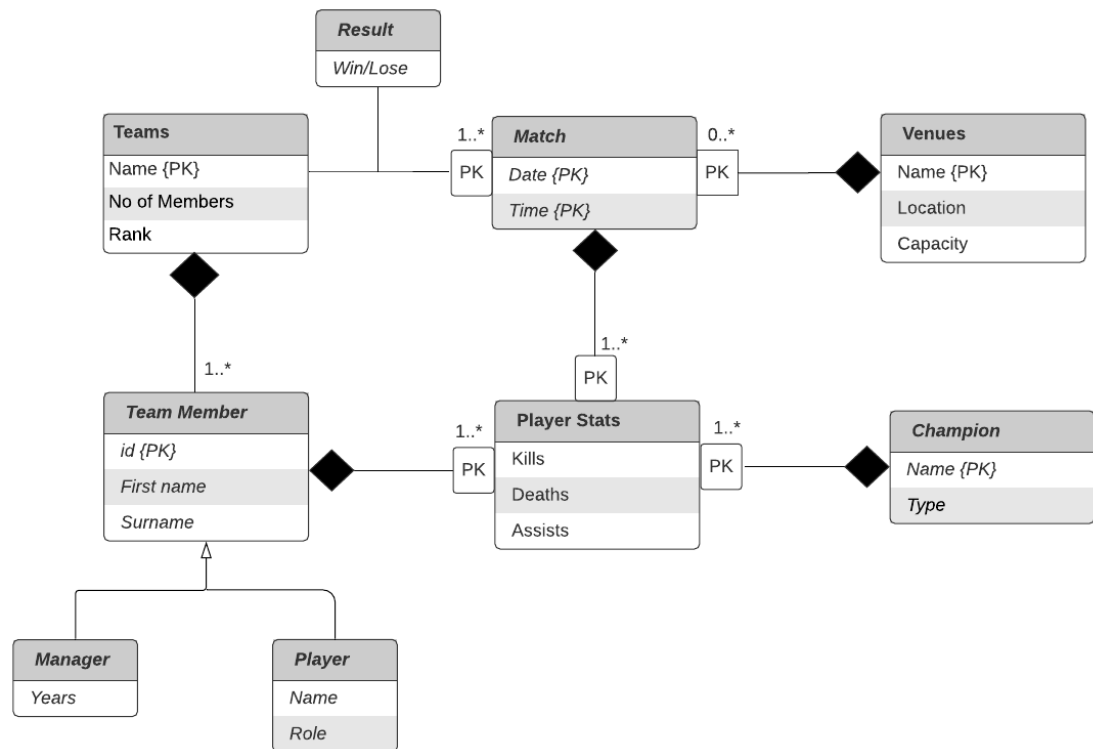 Result
Win/Lose
Teams
Name {PK}
No of Members
Rank
1..*
PK
Match
Date {PK}
Time {PK}
0..*
PK
Venues
Name {PK}
Location
Capacity
1..*
PK
1..*
Team Member
id {PK}
First name
Surname
1..*
PK
Player Stats
Kills
Deaths
Assists
1..*
PK
Champion
Name {PK}
Type
Manager
Years
Player
Name
Role